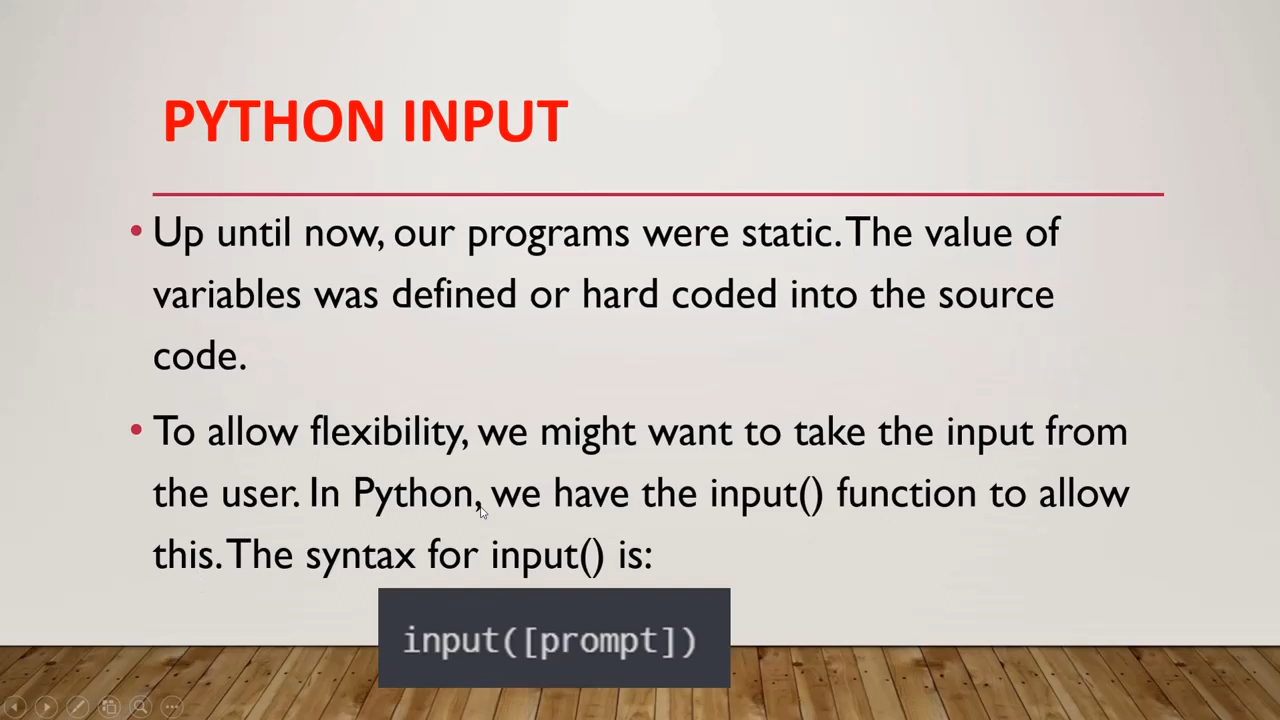 PYTHON INPUT
• Up until now, our programs were static. The value of
variables was defined or hard coded into the source
code.
• To allow flexibility, we might want to take the input from
the user. In Python, we have the input() function to allow
this. The syntax for input() is:
input([prompt])